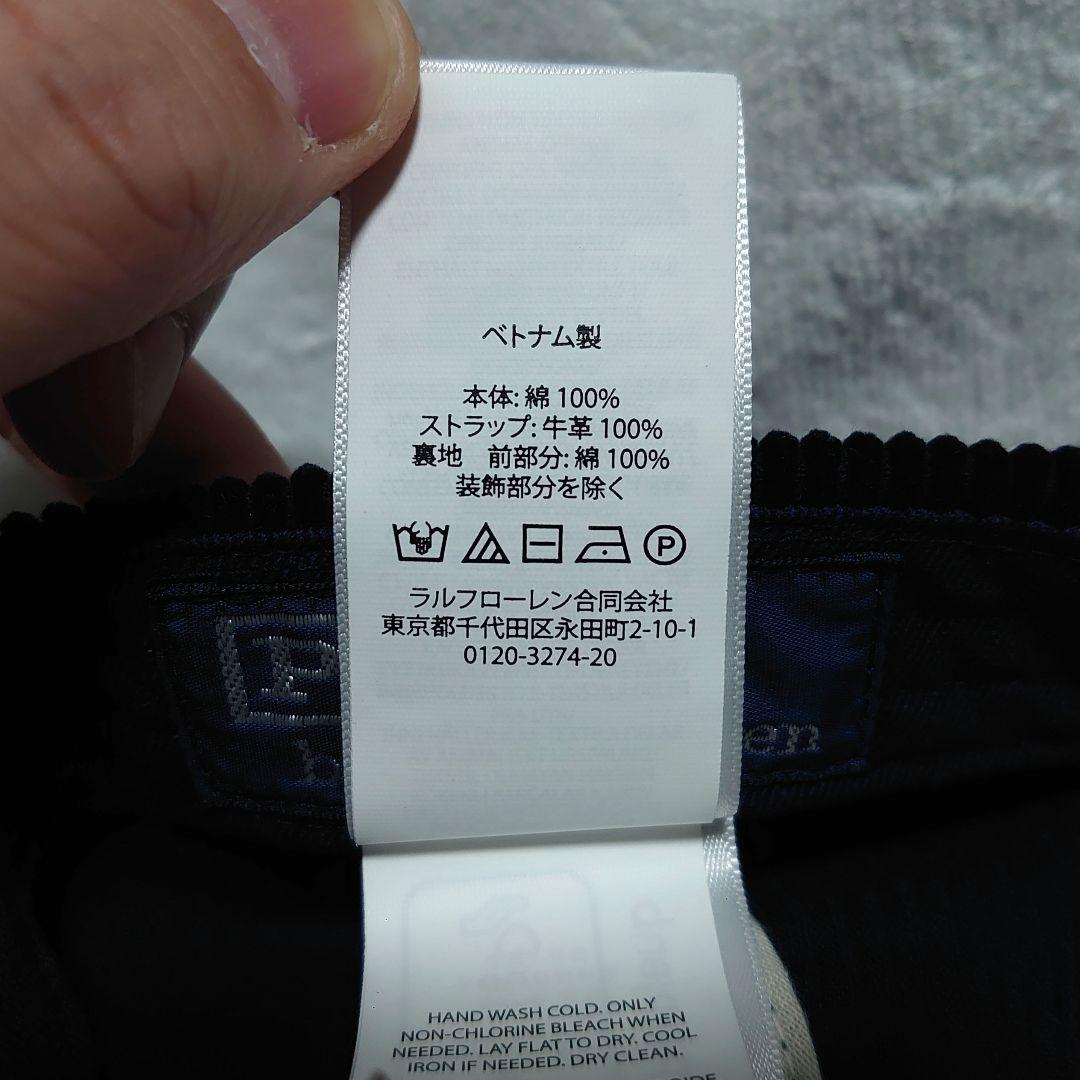 ベトナム製
本体: 綿 100%
ストラップ: 牛革 100%
裏地　前部分: 綿 100%
装飾部分を除く
P
ラルフローレン合同会社
東京都千代田区永田町2-10-1
0120-3274-20
P
en
HAND WASH COLD. ONLY
NON-CHLORINE BLEACH WHEN
NEEDED. LAY FLAT TO DRY. COOL
IRON IF NEEDED. DRY CLEAN.